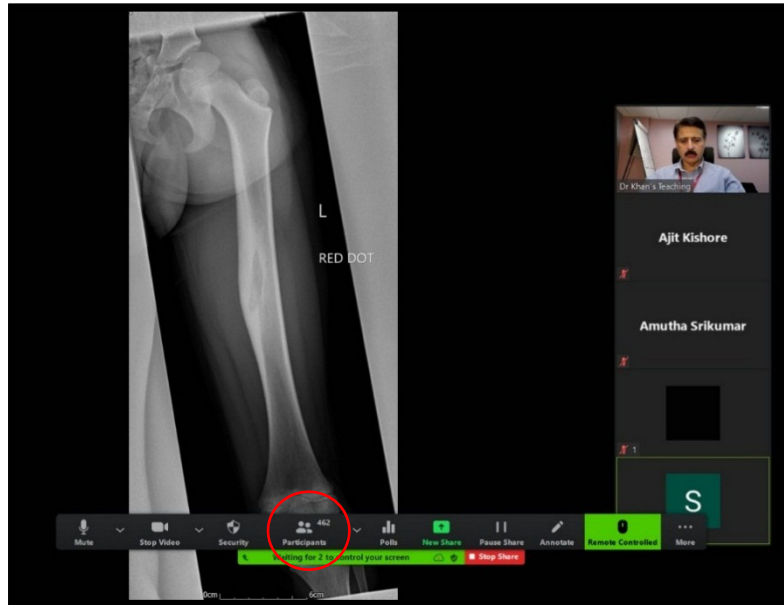 L
RED DOT
Dr Khan's Teaching
Ajit Kishore
Amutha Srikumar
1
S
462
Mute
Stop Video
Security
Participants
Polls
New Share
Pause Share
Annotate
Remote Controlled
More
Waiting for 2 to control your screen
Stop Share
0cm
6cm